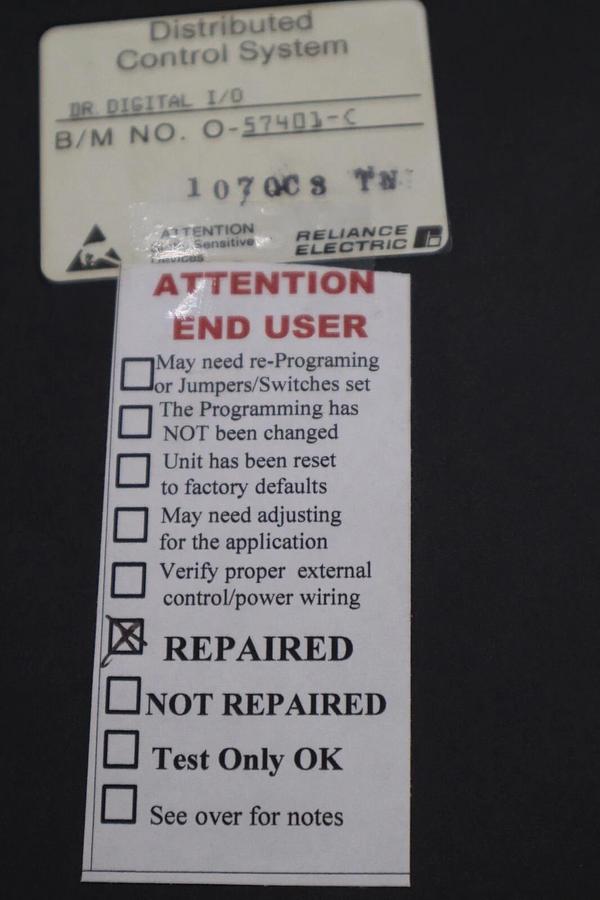 Distributed
Control System
DR. DIGITAL I/O
B/M NO. O-57401-C
107QC8 TN
ATTENTION
Sensitive
Devices
RELIANCE
ELECTRIC
ATTENTION
END USER
May need re-Programing
or Jumpers/Switches set
The Programming has
NOT been changed
Unit has been reset
to factory defaults
May need adjusting
for the application
Verify proper external
control/power wiring
REPAIRED
NOT REPAIRED
Test Only OK
See over for notes